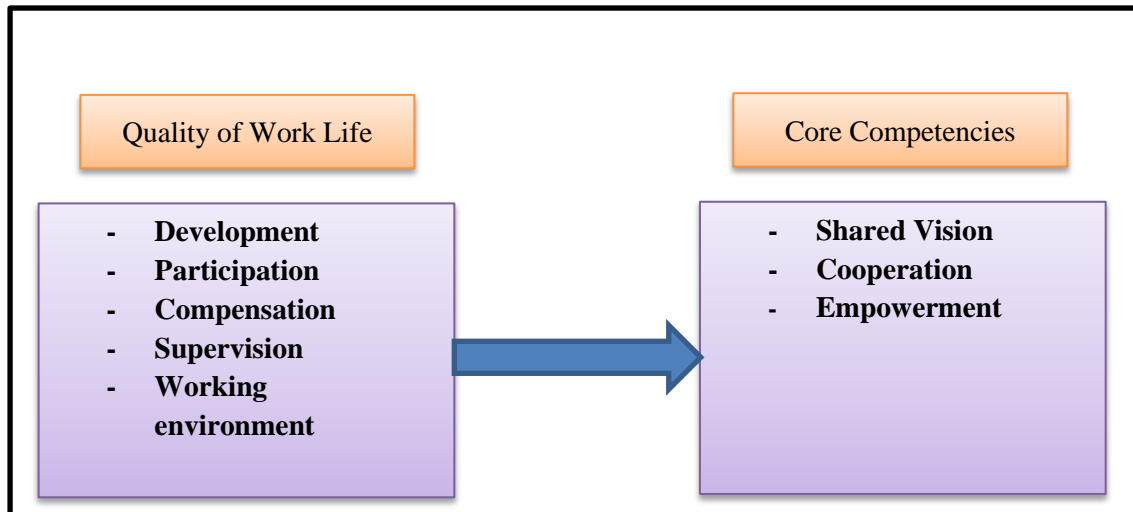 Quality of Work Life
- Development
- Participation
- Compensation
- Supervision
- Working
environment
Core Competencies
- Shared Vision
- Cooperation
- Empowerment